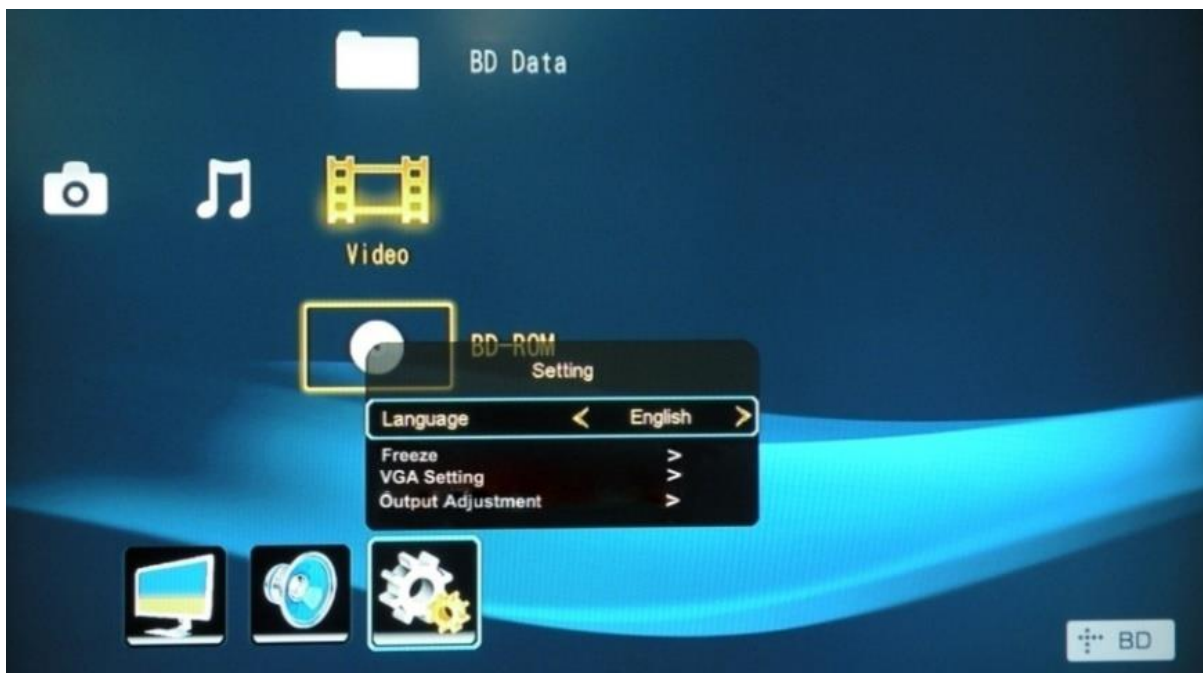 BD Data
Video
BD-ROM
Setting
Language < English >
Freeze >
VGA Setting >
Output Adjustment >
BD